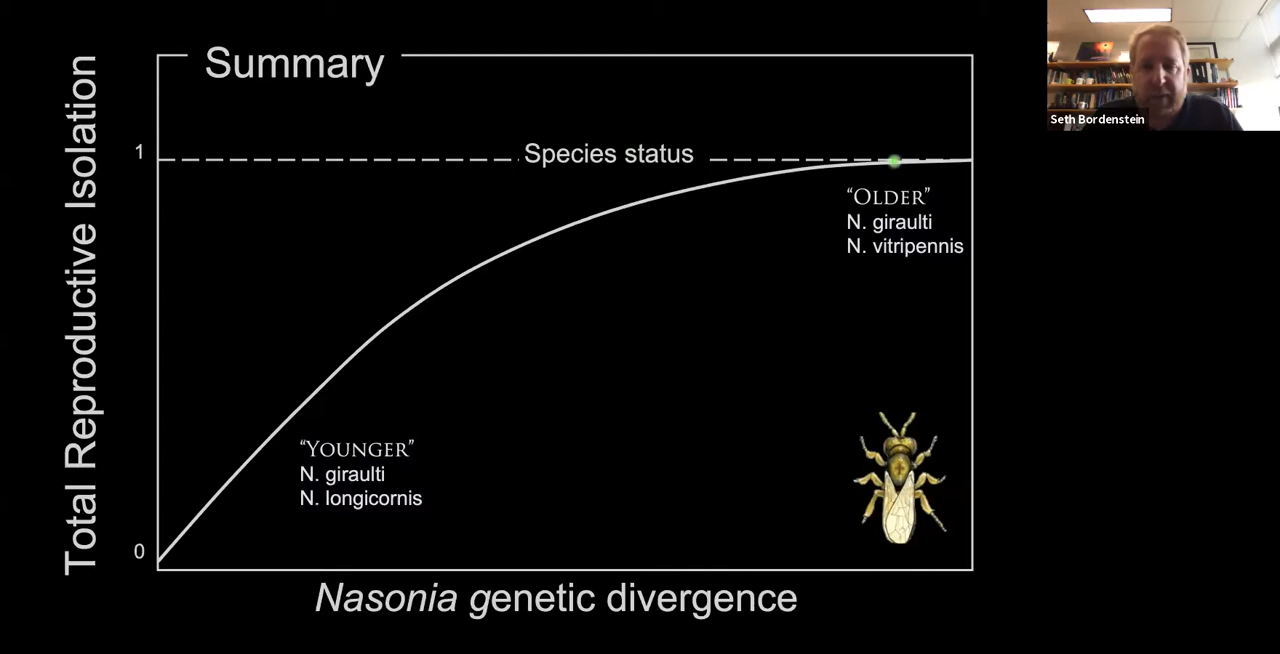 Summary
Total Reproductive Isolation
1
Species status
“OLDER”
N. giraulti
N. vitripennis
“YOUNGER”
N. giraulti
N. longicornis
0
Nasonia genetic divergence
Seth Bordenstein